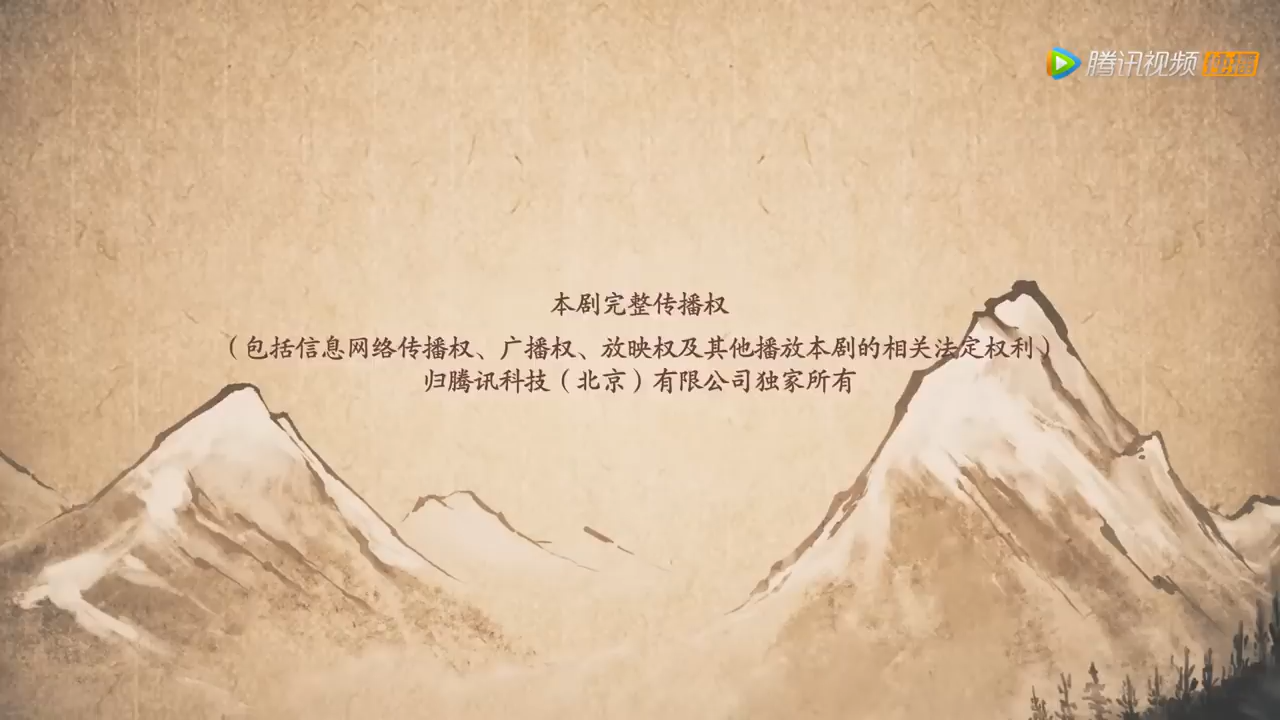 腾讯视频 独播
本剧完整传播权
（包括信息网络传播权、广播权、放映权及其他播放本剧的相关法定权利）
归腾讯科技（北京）有限公司独家所有